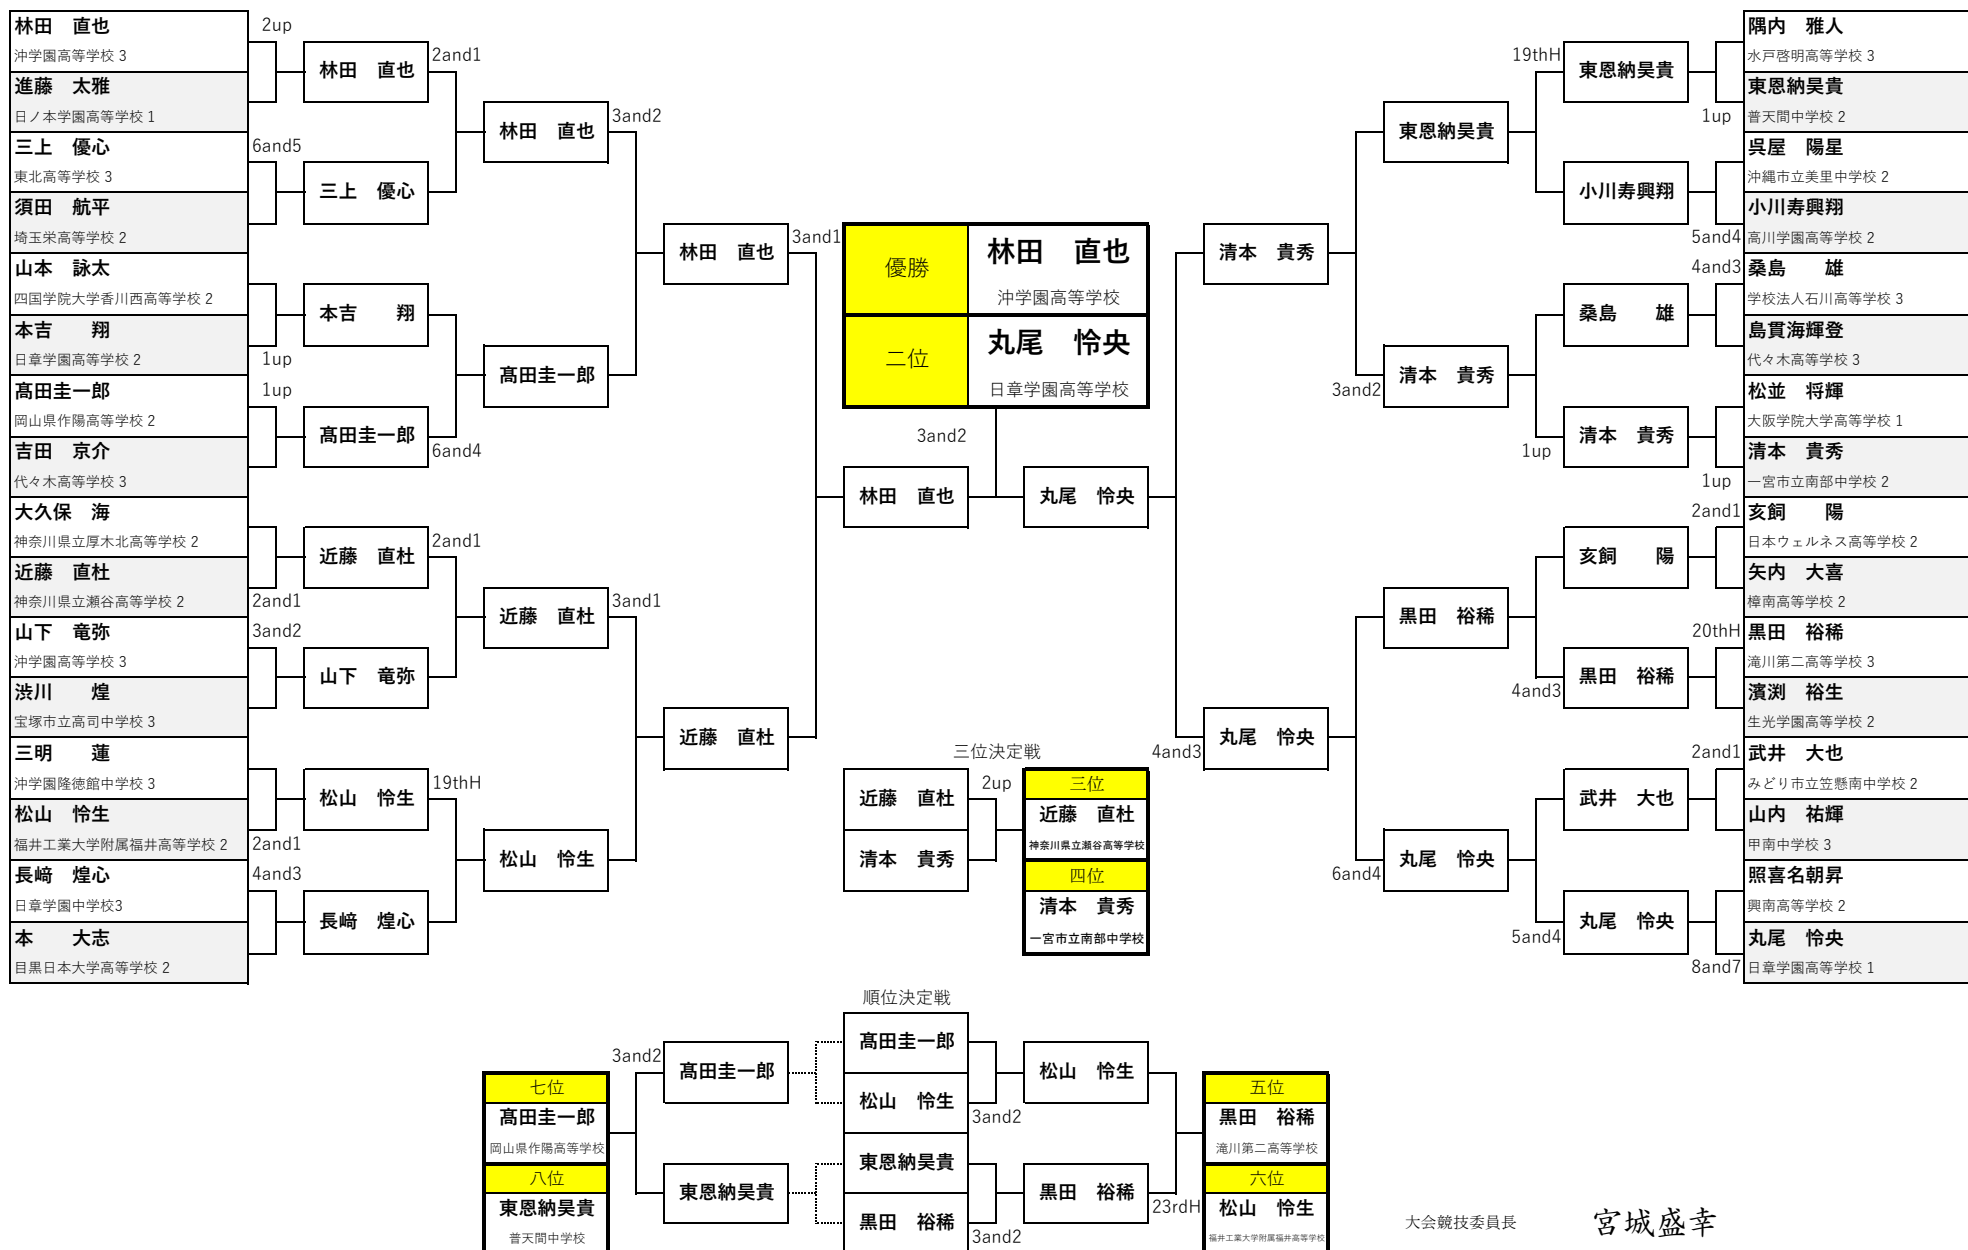 林田　直也
沖学園高等学校 3
進藤　太雅
日ノ本学園高等学校 1
三上　優心
東北高等学校 3
須田　航平
埼玉栄高等学校 2
山本　詠太
四国学院大学香川西高等学校 2
本吉　　翔
日章学園高等学校 2
髙田圭一郎
岡山県作陽高等学校 2
吉田　京介
代々木高等学校 3
大久保　海
神奈川県立厚木北高等学校 2
近藤　直杜
神奈川県立瀬谷高等学校 2
山下　竜弥
沖学園高等学校 3
渋川　　煌
宝塚市立高司中学校 3
三明　　蓮
沖学園隆徳館中学校 3
松山　怜生
福井工業大学附属福井高等学校 2
長﨑　煌心
日章学園中学校3
本　　大志
目黒日本大学高等学校 2
2up
6and5
1up
1up
2and1
3and2
2and1
4and3
林田　直也
三上　優心
本吉　　翔
髙田圭一郎
近藤　直杜
山下　竜弥
松山　怜生
長﨑　煌心
2and1
6and4
2and1
19thH
林田　直也
髙田圭一郎
近藤　直杜
松山　怜生
3and2
3and1
林田　直也
近藤　直杜
3and1
優勝
林田　直也
沖学園高等学校
二位
丸尾　怜央
日章学園高等学校
3and2
林田　直也
丸尾　怜央
清本　貴秀
丸尾　怜央
4and3
東恩納昊貴
清本　貴秀
黒田　裕稀
丸尾　怜央
3and2
6and4
19thH
1up
4and3
5and4
東恩納昊貴
小川寿興翔
桑島　　雄
清本　貴秀
亥飼　　陽
黒田　裕稀
武井　大也
丸尾　怜央
1up
5and4
4and3
1up
2and1
20thH
2and1
8and7
隅内　雅人
水戸啓明高等学校 3
東恩納昊貴
普天間中学校 2
呉屋　陽星
沖縄市立美里中学校 2
小川寿興翔
高川学園高等学校 2
桑島　　雄
学校法人石川高等学校 3
島貫海輝登
代々木高等学校 3
松並　将輝
大阪学院大学高等学校 1
清本　貴秀
一宮市立南部中学校 2
亥飼　　陽
日本ウェルネス高等学校 2
矢内　大喜
樟南高等学校 2
黒田　裕稀
滝川第二高等学校 3
濱渕　裕生
生光学園高等学校 2
武井　大也
みどり市立笠懸南中学校 2
山内　祐輝
甲南中学校 3
照喜名朝昇
興南高等学校 2
丸尾　怜央
日章学園高等学校 1
三位決定戦
近藤　直杜
清本　貴秀
2up
三位
近藤　直杜
神奈川県立瀬谷高等学校
四位
清本　貴秀
一宮市立南部中学校
順位決定戦
髙田圭一郎
松山　怜生
東恩納昊貴
黒田　裕稀
3and2
3and2
松山　怜生
黒田　裕稀
23rdH
五位
黒田　裕稀
滝川第二高等学校
六位
松山　怜生
福井工業大学附属福井高等学校
髙田圭一郎
東恩納昊貴
3and2
七位
髙田圭一郎
岡山県作陽高等学校
八位
東恩納昊貴
普天間中学校
大会競技委員長　宮城盛幸